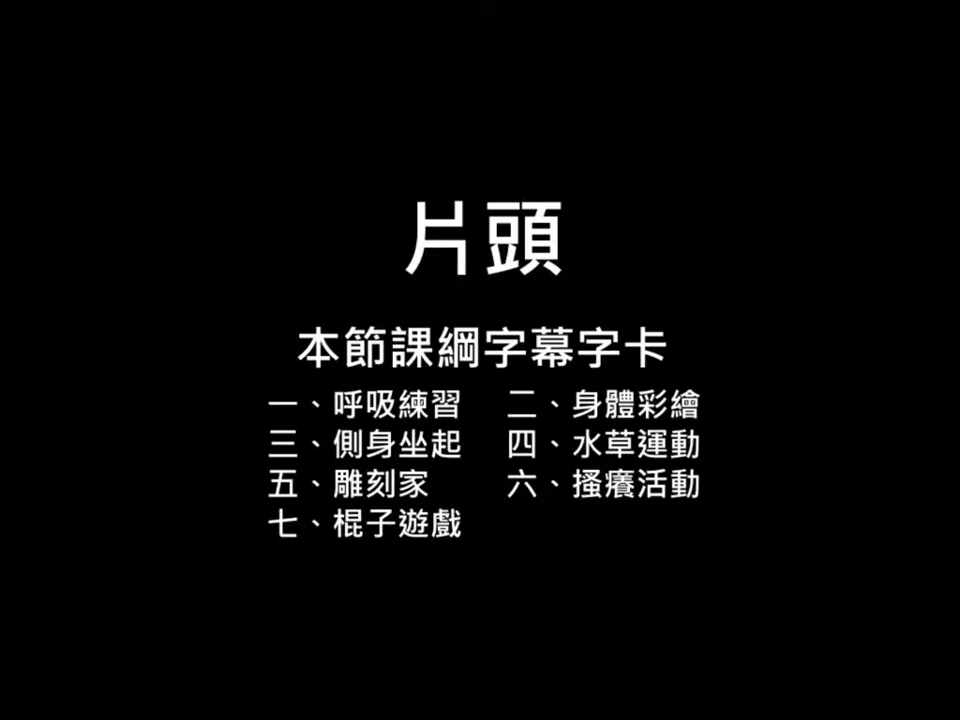 片頭
本節課綱字幕字卡
一、呼吸練習 二、身體彩繪
三、側身坐起 四、水草運動
五、雕刻家 六、搔癢活動
七、棍子遊戲